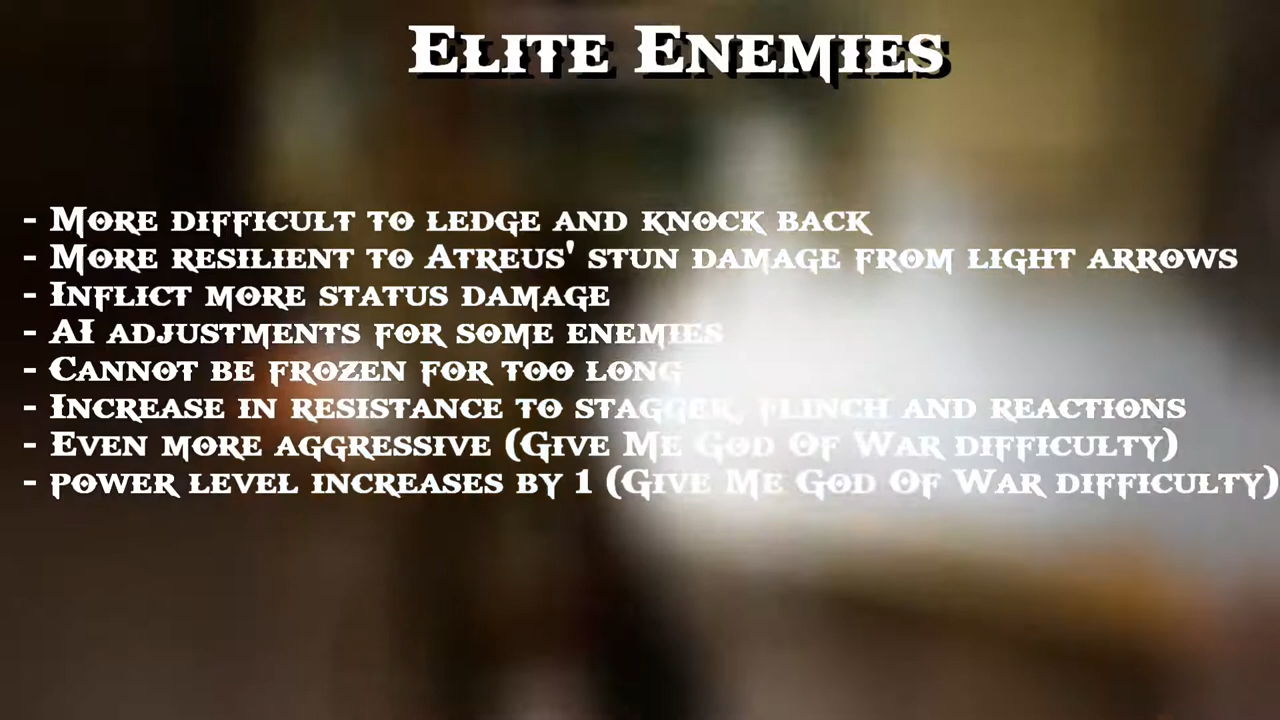 Elite Enemies
- More difficult to ledge and knock back
- More resilient to Atreus' stun damage from light arrows
- Inflict more status damage
- AI adjustments for some enemies
- Cannot be frozen for too long
- Increase in resistance to stagger, flinch and reactions
- Even more aggressive (Give Me God Of War difficulty)
- power level increases by 1 (Give Me God Of War difficulty)